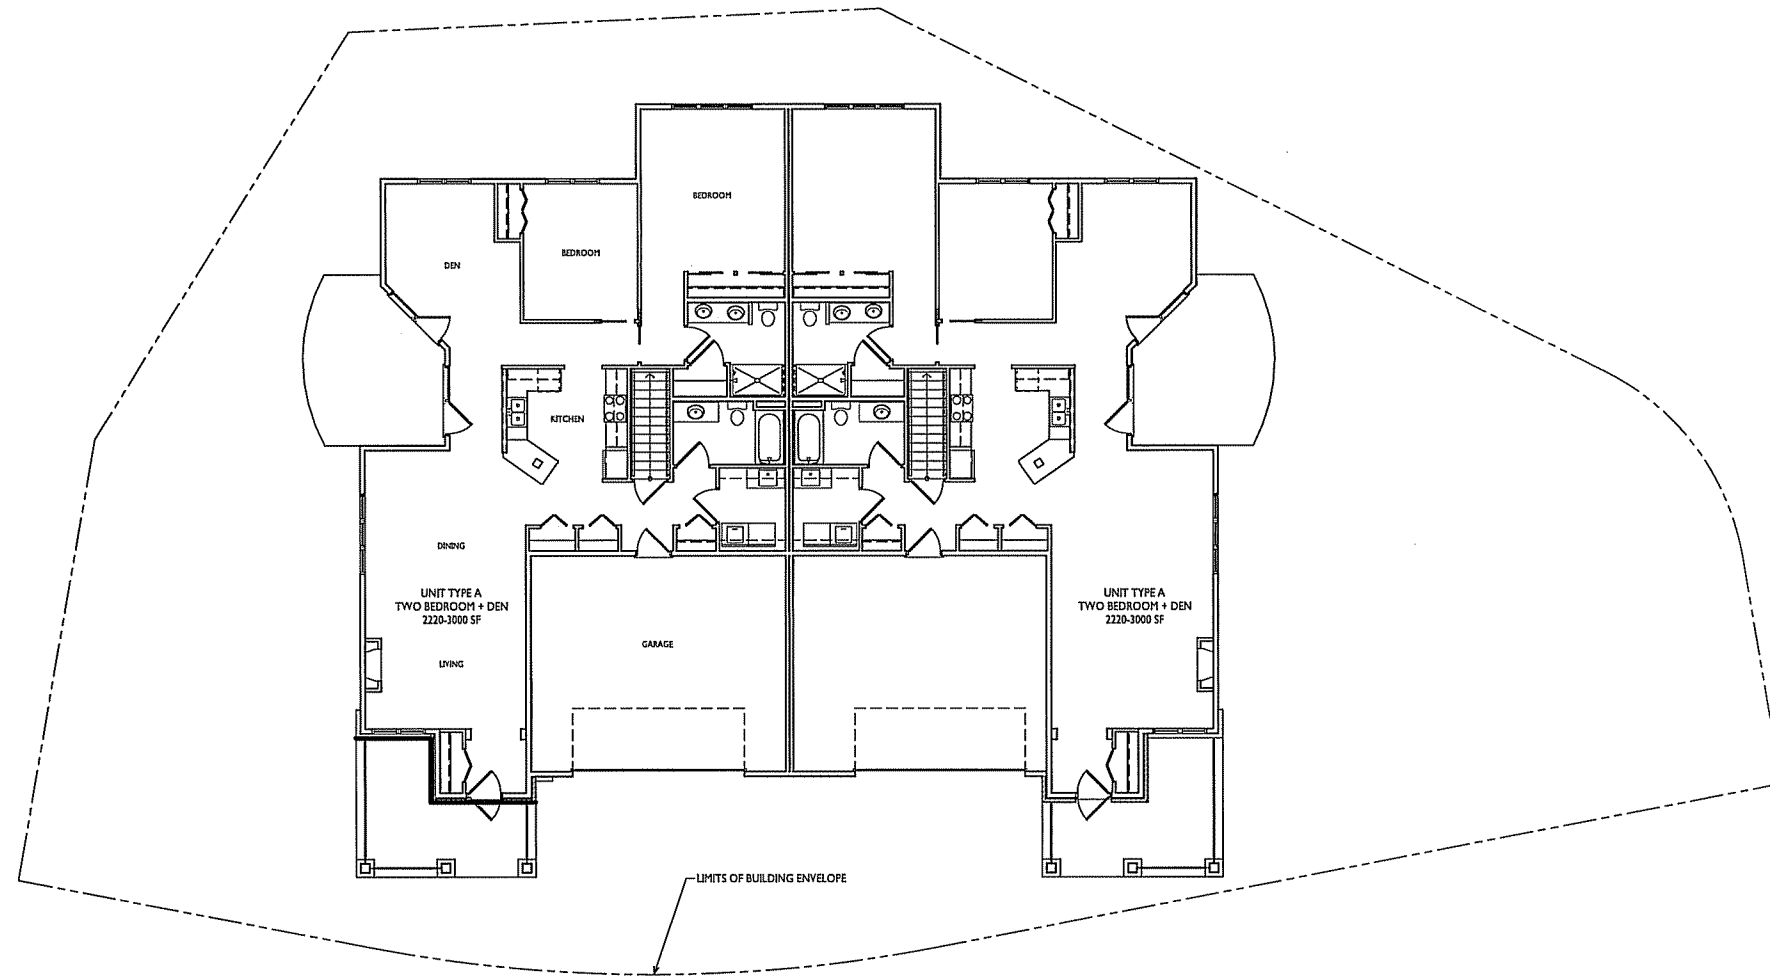 BEDROOM
BEDROOM
DEN
KITCHEN
DINING
UNIT TYPE A
TWO BEDROOM + DEN
2220-3000 SF
UNIT TYPE A
TWO BEDROOM + DEN
2220-3000 SF
GARAGE
LIVING
LIMITS OF BUILDING ENVELOPE